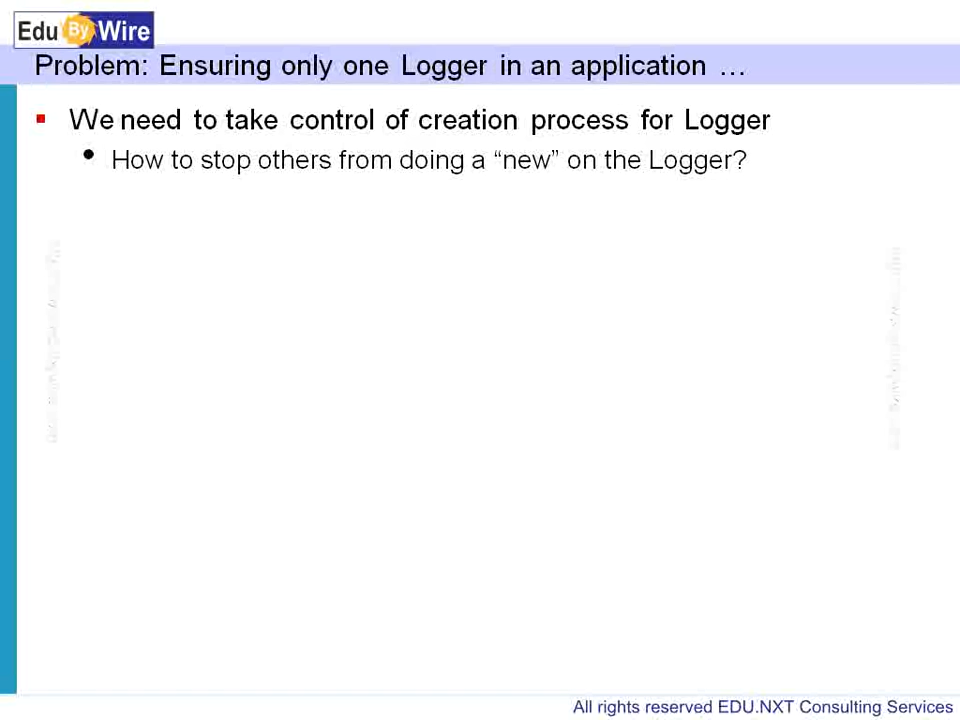 Edu By Wire
Problem: Ensuring only one Logger in an application …
We need to take control of creation process for Logger
How to stop others from doing a “new” on the Logger?
All rights reserved EDU.NXT Consulting Services